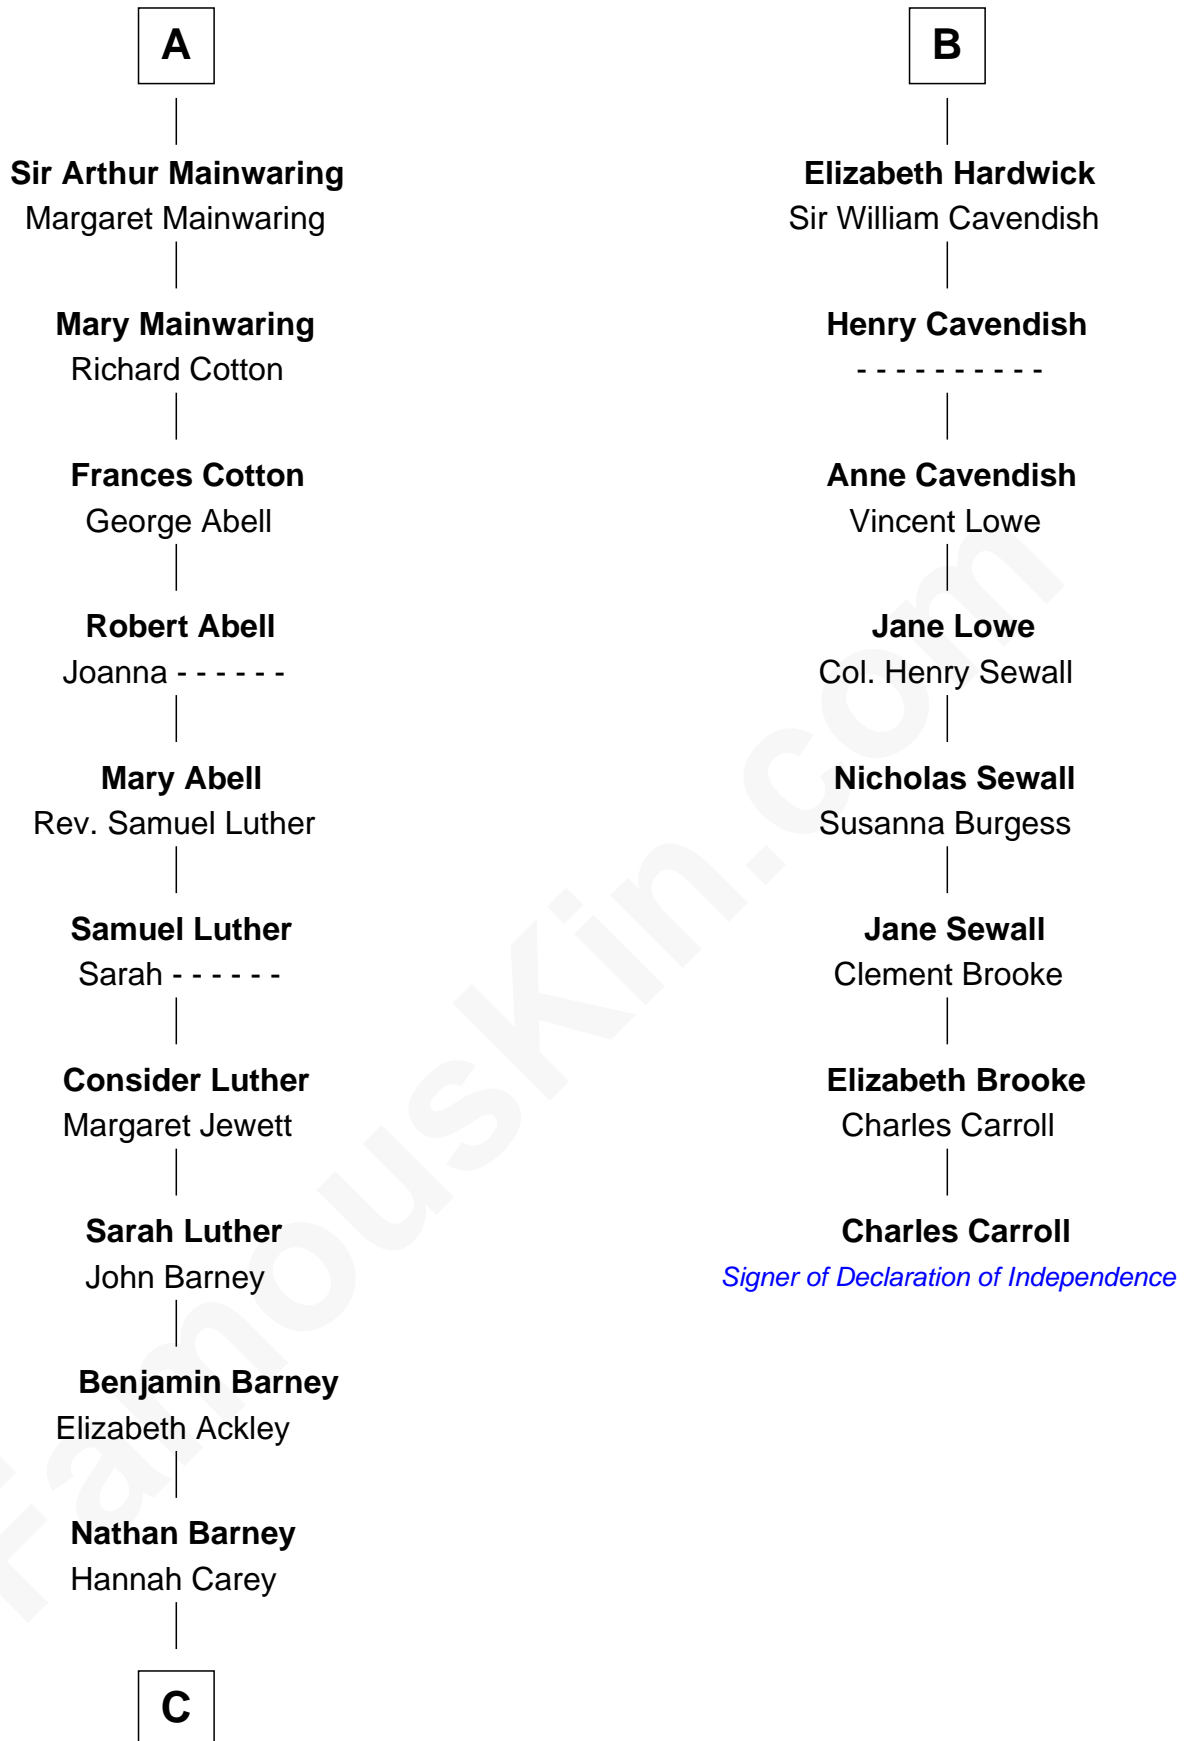 A
Sir Arthur Mainwaring
Margaret Mainwaring
Mary Mainwaring
Richard Cotton
Frances Cotton
George Abell
Robert Abell
Joanna - - - - - -
Mary Abell
Rev. Samuel Luther
Samuel Luther
Sarah - - - - - -
Consider Luther
Margaret Jewett
Sarah Luther
John Barney
Benjamin Barney
Elizabeth Ackley
Nathan Barney
Hannah Carey
C
B
Elizabeth Hardwick
Sir William Cavendish
Henry Cavendish
- - - - - - - - - -
Anne Cavendish
Vincent Lowe
Jane Lowe
Col. Henry Sewall
Nicholas Sewall
Susanna Burgess
Jane Sewall
Clement Brooke
Elizabeth Brooke
Charles Carroll
Charles Carroll
Signer of Declaration of Independence
FamousKin.com